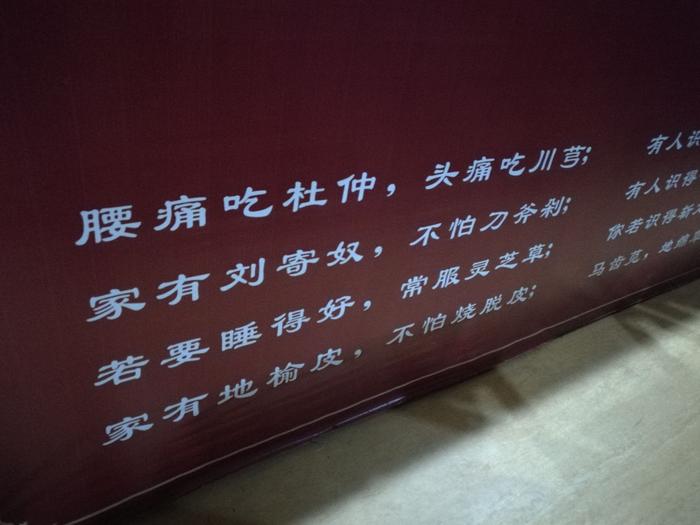 腰痛吃杜仲，头痛吃川芎；
家有刘寄奴，不怕刀斧剁；
若要睡得好，常服灵芝草；
家有地榆皮，不怕烧脱皮；
有人识
有人识得
你若识得
马齿苋，地